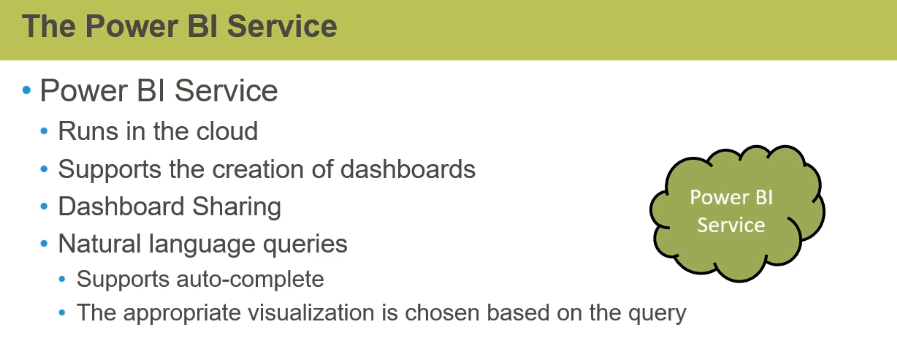 The Power BI Service
• Power BI Service
• Runs in the cloud
• Supports the creation of dashboards
• Dashboard Sharing
• Natural language queries
• Supports auto-complete
• The appropriate visualization is chosen based on the query
Power BI
Service